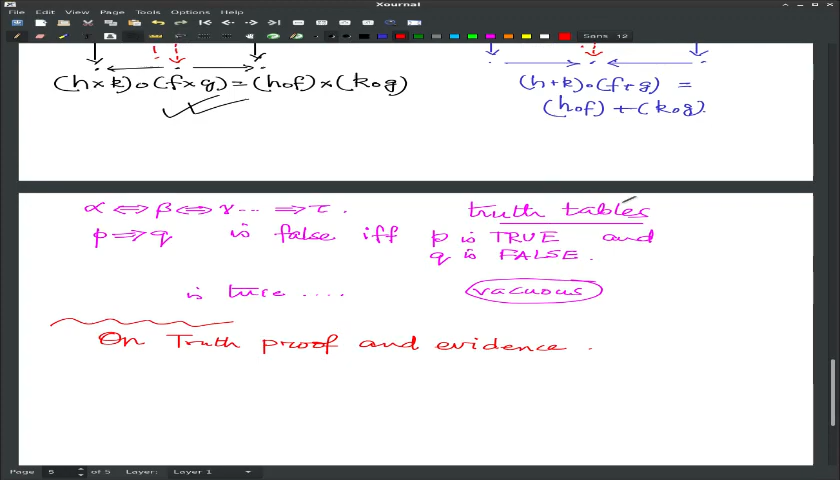 Xournal
File Edit View Page Tools Options Help
Sans 12
(h × k) o (f × g) = (h o f) × (k o g)
(h + k) o (f + g) =
(h o f) + (k o g).
α ⇔ β ⇔ γ... ⇒ τ.
truth tables
p ⇒ q is false iff p is TRUE and
q is FALSE.
is true ....
vacuous
On Truth proof and evidence.
Page 5 of 5 Layer: Layer 1